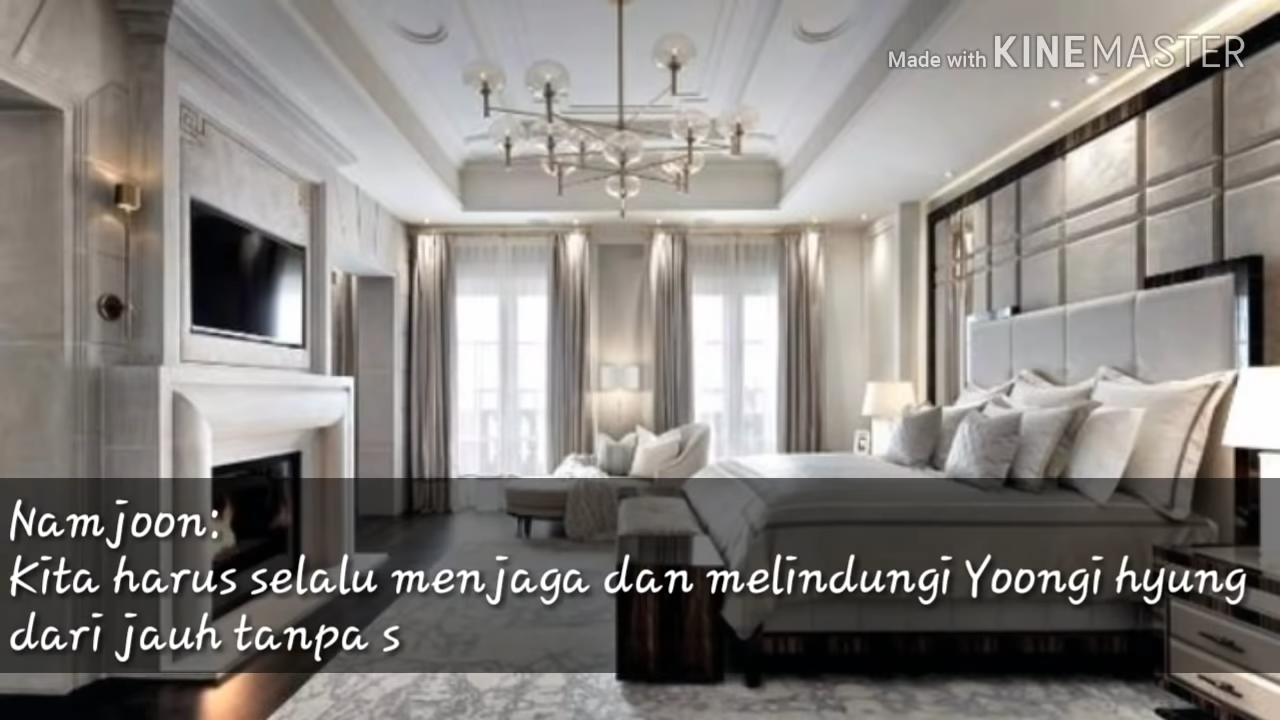 Made with KINEMASTER
Namjoon:
Kita harus selalu menjaga dan melindungi Yoongi hyung
dari jauh tanpa s